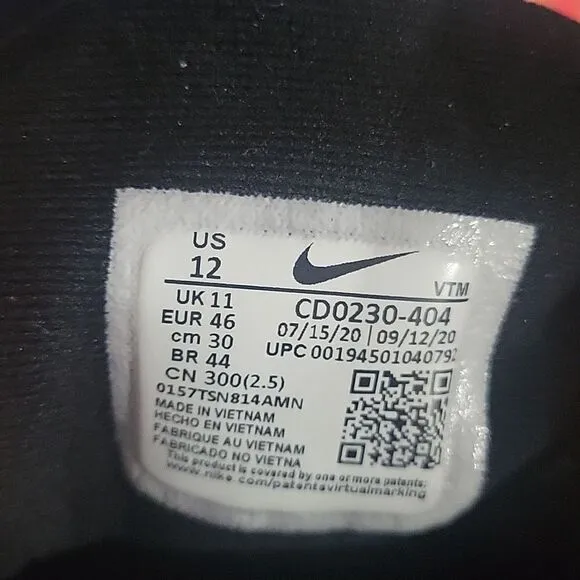 US
12
VTM
UK 11
CD0230-404
EUR 46
07/15/20 | 09/12/20
cm 30
UPC 00194501040792
BR 44
CN 300(2.5)
0157TSN814AMN
MADE IN VIETNAM
HECHO EN VIETNAM
FABRIQUE AU VIETNAM
FABRICADO NO VIETNA
This product is covered by one or more patents:
www.nike.com/patentsvirtualmarking